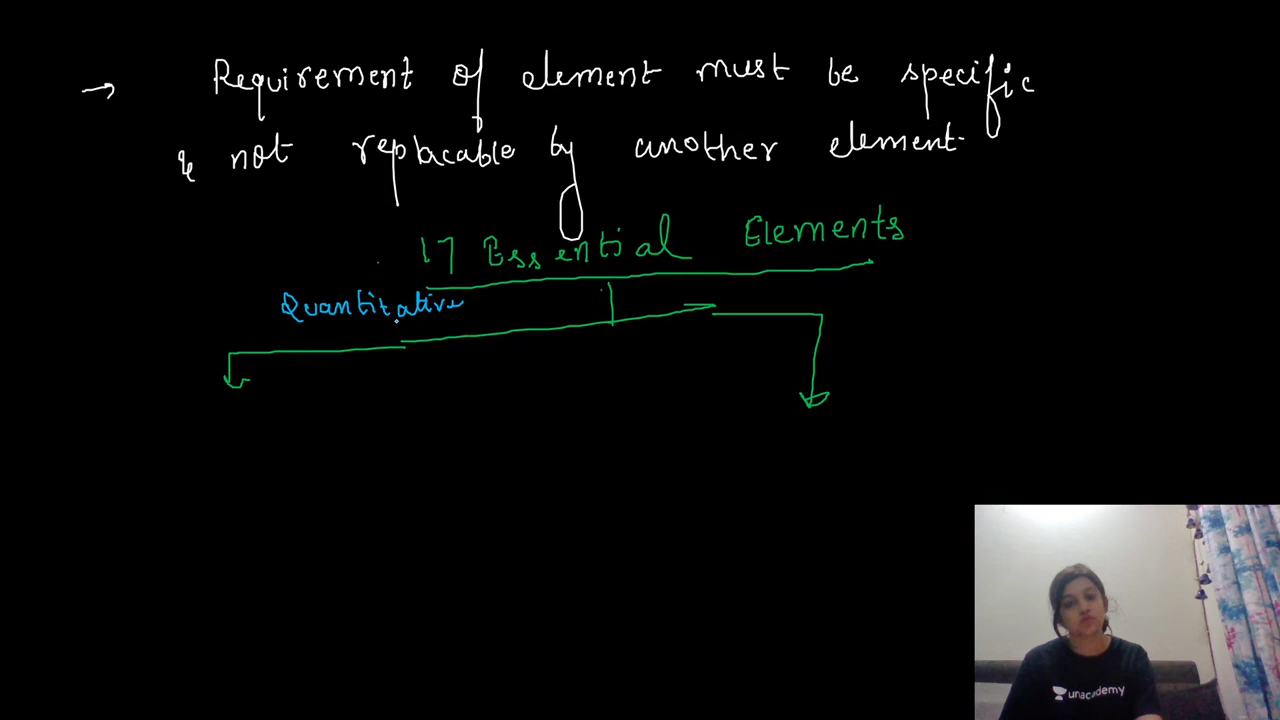 → Requirement of element must be specific
& not replacable by another element.
17 Essential Elements
Quantitative
unacademy